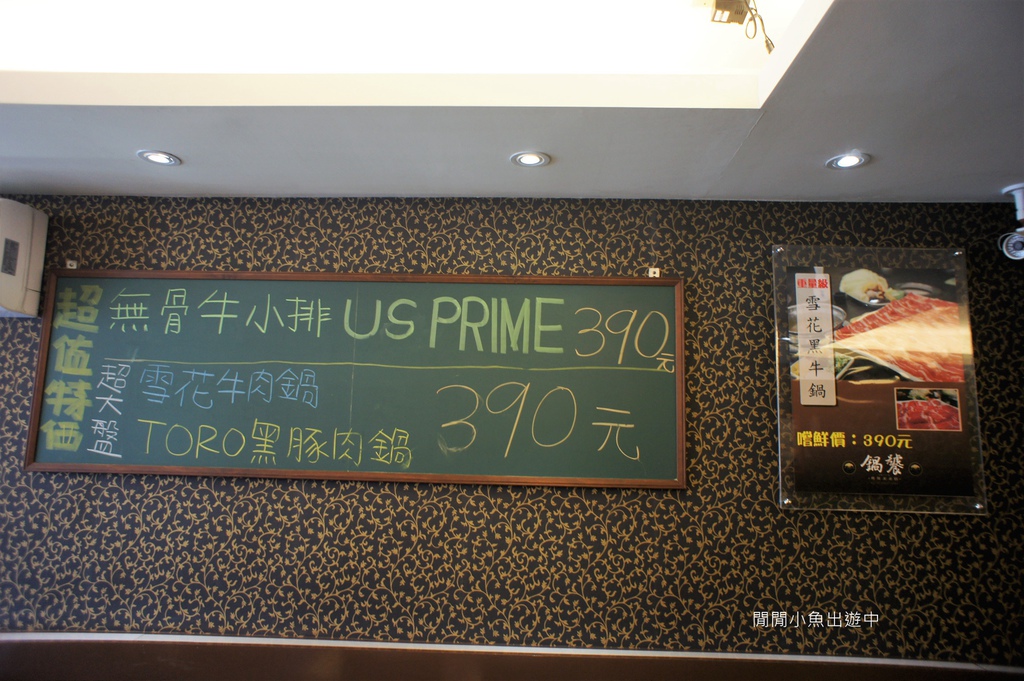 超值特価
無骨牛小排 US PRIME 390元
超大盤
雪花牛肉鍋
TORO黑豚肉鍋
390元
重量級
雪花黑牛鍋
嚐鮮價：390元
鍋饕
閒閒小魚出遊中